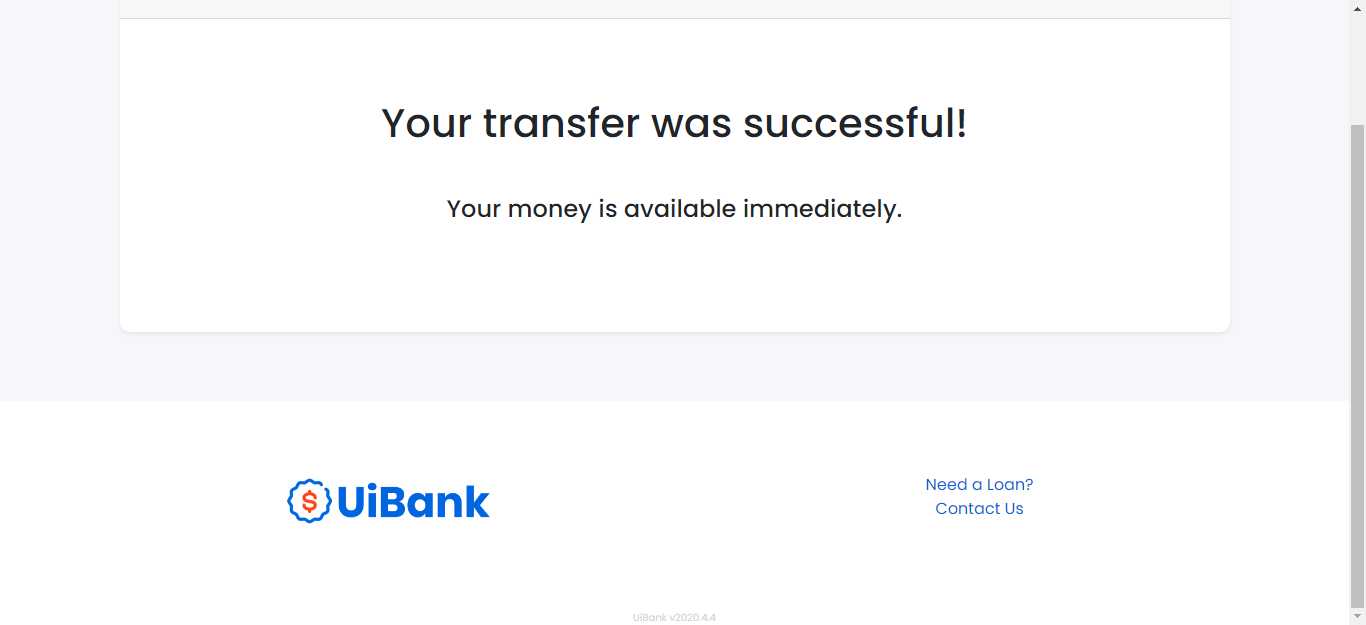 Your transfer was successful!
Your money is available immediately.
UiBank
Need a Loan?
Contact Us
UiBank v2020.4.4